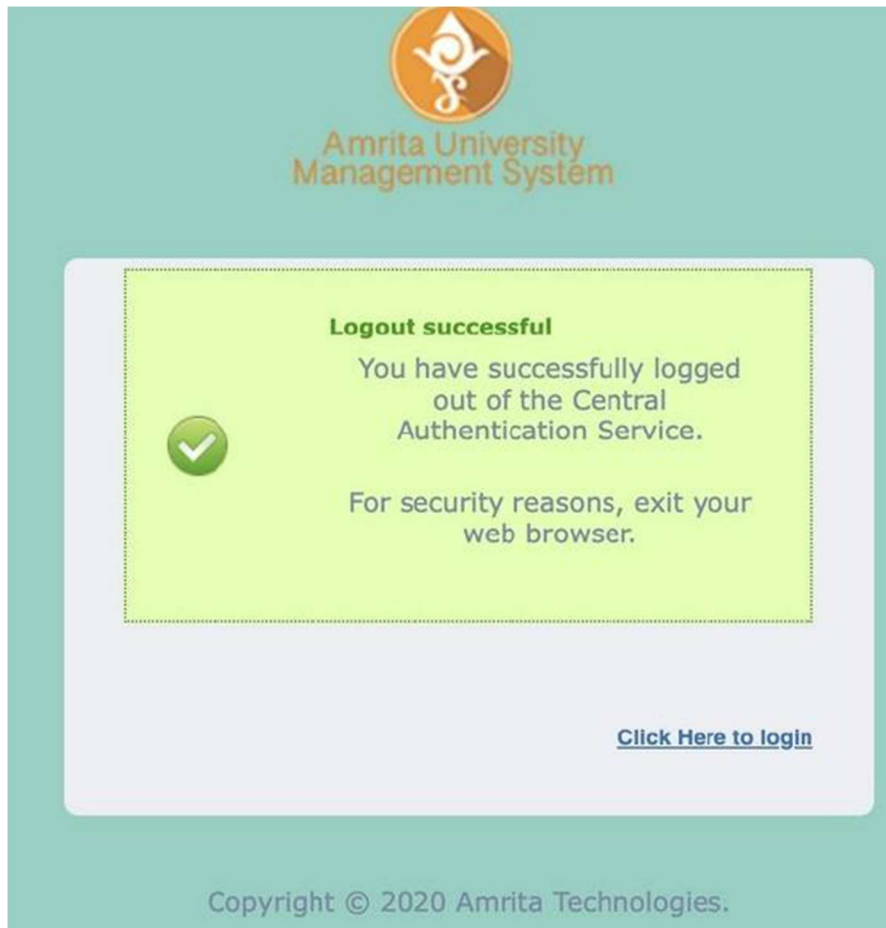 Amrita University
Management System
Logout successful
You have successfully logged
out of the Central
Authentication Service.
For security reasons, exit your
web browser.
Click Here to login
Copyright © 2020 Amrita Technologies.